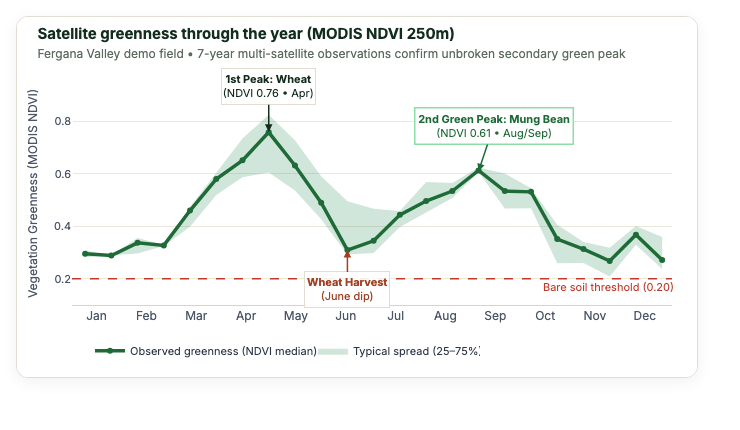 Satellite greenness through the year (MODIS NDVI 250m)
Fergana Valley demo field • 7-year multi-satellite observations confirm unbroken secondary green peak
1st Peak: Wheat
(NDVI 0.76 • Apr)
2nd Green Peak: Mung Bean
(NDVI 0.61 • Aug/Sep)
Vegetation Greenness (MODIS NDVI)
0.8
0.6
0.4
0.2
Wheat Harvest
(June dip)
Bare soil threshold (0.20)
Jan Feb Mar Apr May Jun Jul Aug Sep Oct Nov Dec
Observed greenness (NDVI median) Typical spread (25–75%)